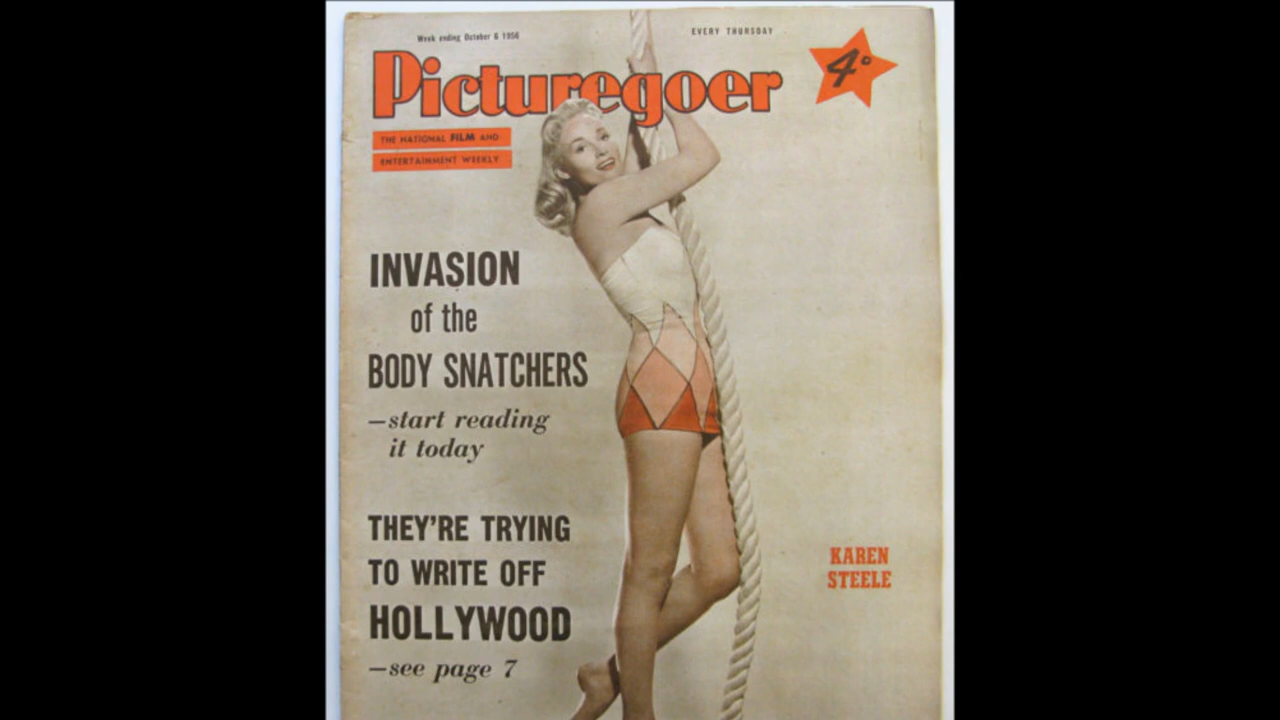 Week ending October 6 1956
EVERY THURSDAY
Picturegoer
4D
THE NATIONAL FILM AND
ENTERTAINMENT WEEKLY
INVASION
of the
BODY SNATCHERS
—start reading
it today
THEY'RE TRYING
TO WRITE OFF
HOLLYWOOD
—see page 7
KAREN
STEELE